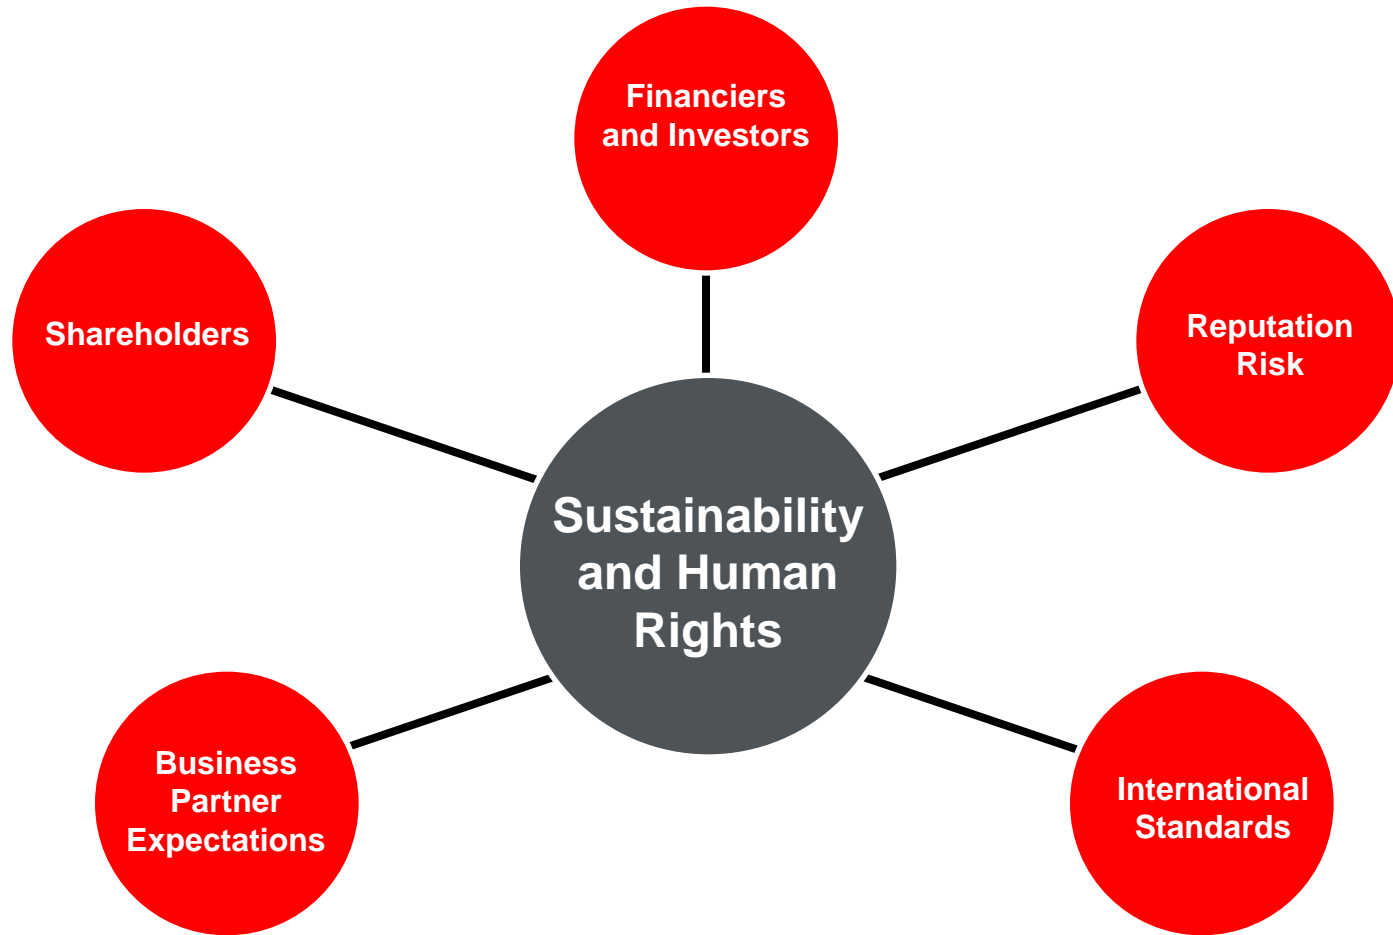 Financiers
and Investors
Shareholders
Reputation
Risk
Sustainability
and Human
Rights
Business
Partner
Expectations
International
Standards